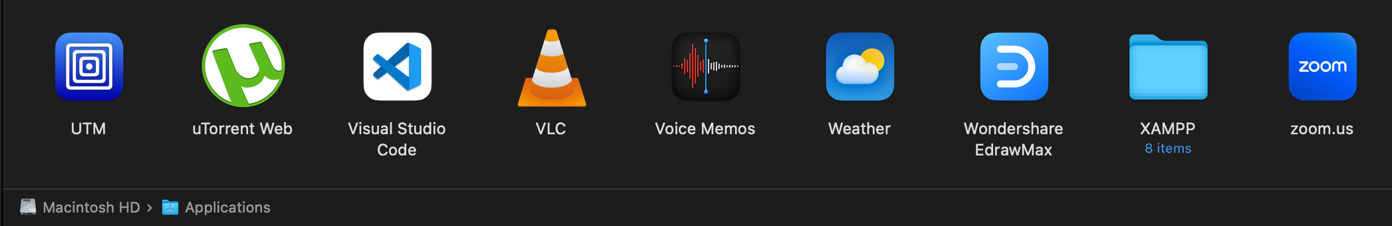 zoom
UTM
uTorrent Web
Visual Studio
Code
VLC
Voice Memos
Weather
Wondershare
EdrawMax
XAMPP
8 items
zoom.us
Macintosh HD › Applications